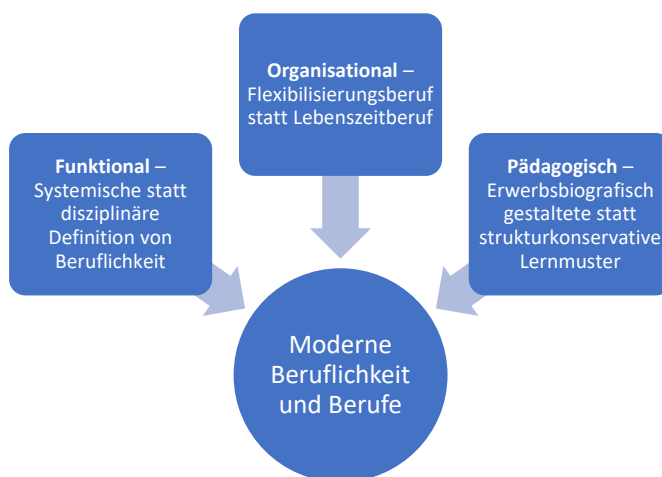 Organisational –
Flexibilisierungsberuf
statt Lebenszeitberuf
Funktional –
Systemische statt
disziplinäre
Definition von
Beruflichkeit
Pädagogisch –
Erwerbsbiografisch
gestaltete statt
strukturkonservative
Lernmuster
Moderne
Beruflichkeit
und Berufe